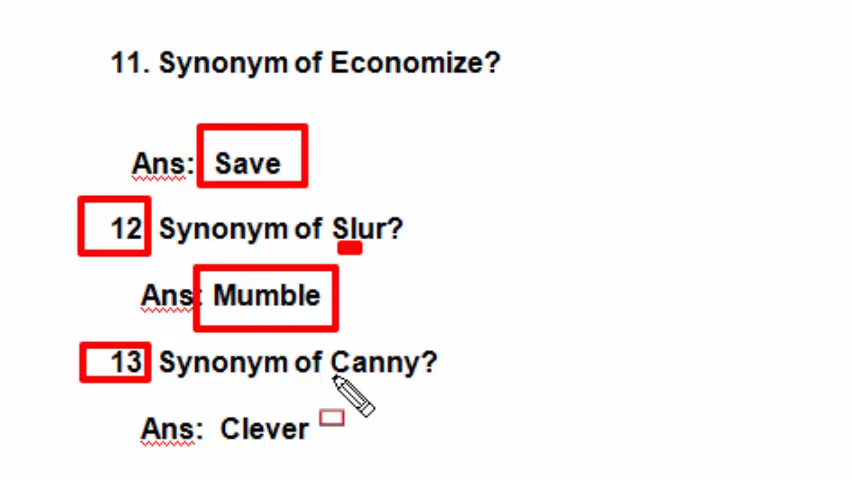 11. Synonym of Economize?
Ans: Save
12 Synonym of Slur?
Ans: Mumble
13 Synonym of Canny?
Ans: Clever